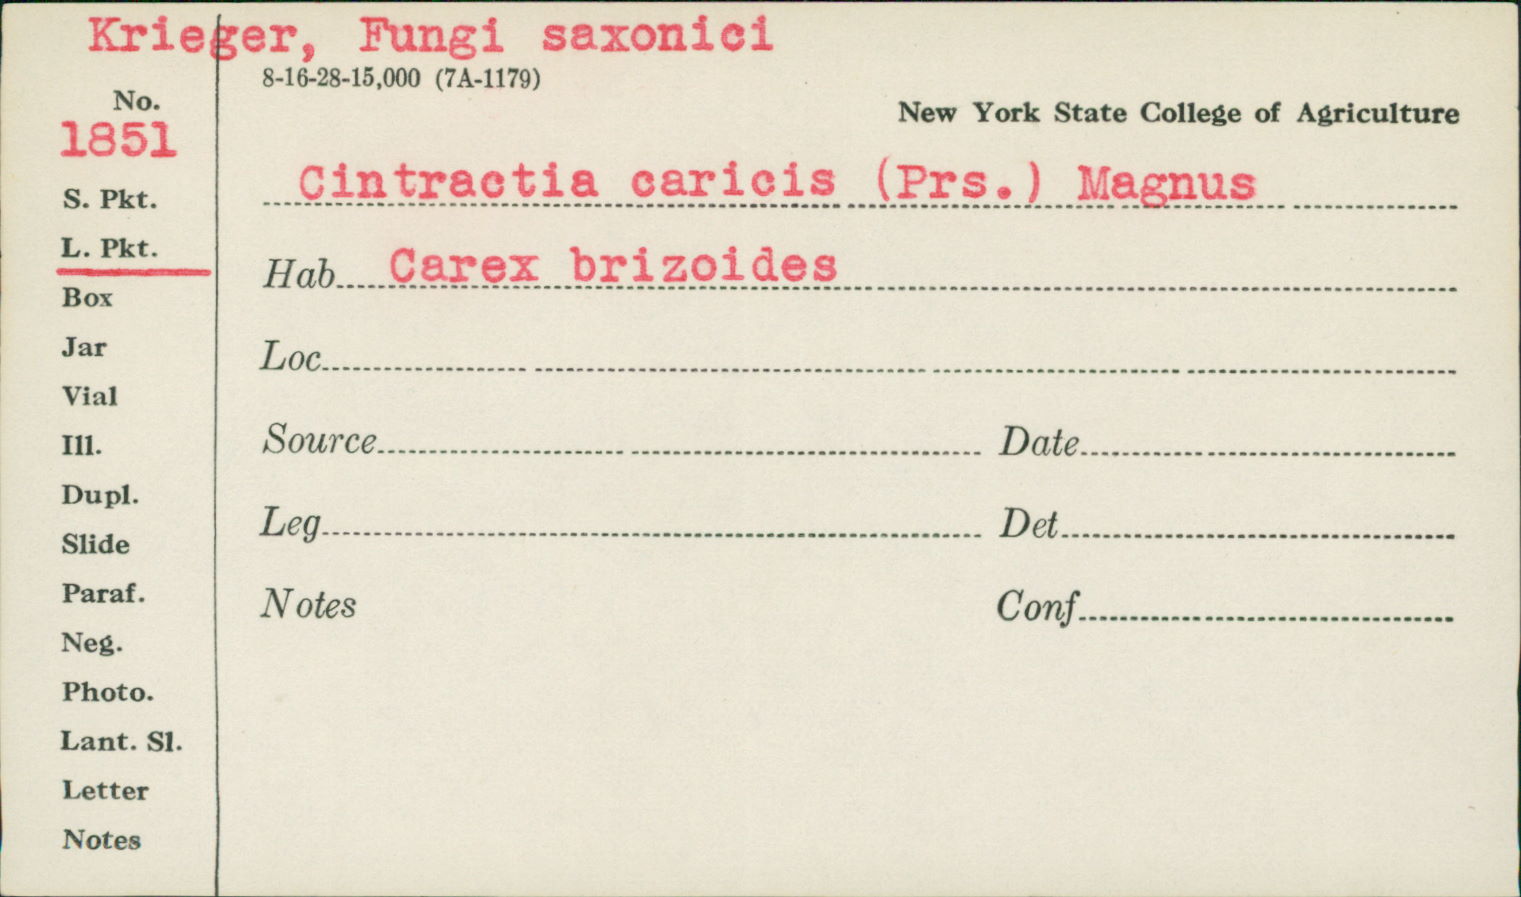 Krieger, Fungi saxonici
8-16-28-15,000 (7A-1179)
No.
1851
New York State College of Agriculture
Cintractia caricis (Prs.) Magnus
S. Pkt.
L. Pkt.
Hab Carex brizoides
Box
Jar
Loc
Vial
Ill.
Source Date
Dupl.
Slide
Leg Det
Paraf.
Notes Conf
Neg.
Photo.
Lant. Sl.
Letter
Notes